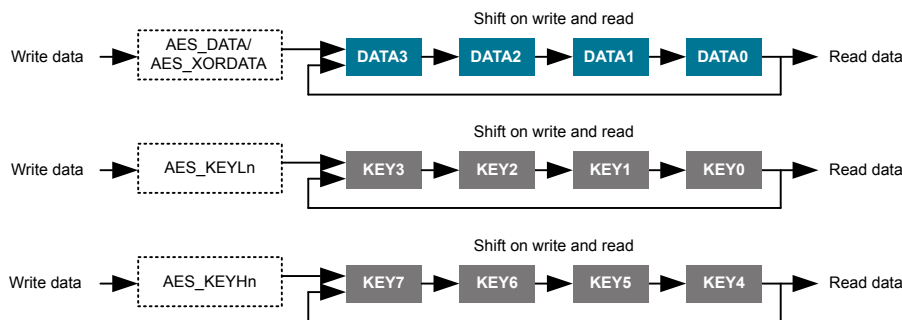 Shift on write and read
Write data
AES_DATA/
AES_XORDATA
DATA3
DATA2
DATA1
DATA0
Read data
Shift on write and read
Write data
AES_KEYLn
KEY3
KEY2
KEY1
KEY0
Read data
Shift on write and read
Write data
AES_KEYHn
KEY7
KEY6
KEY5
KEY4
Read data